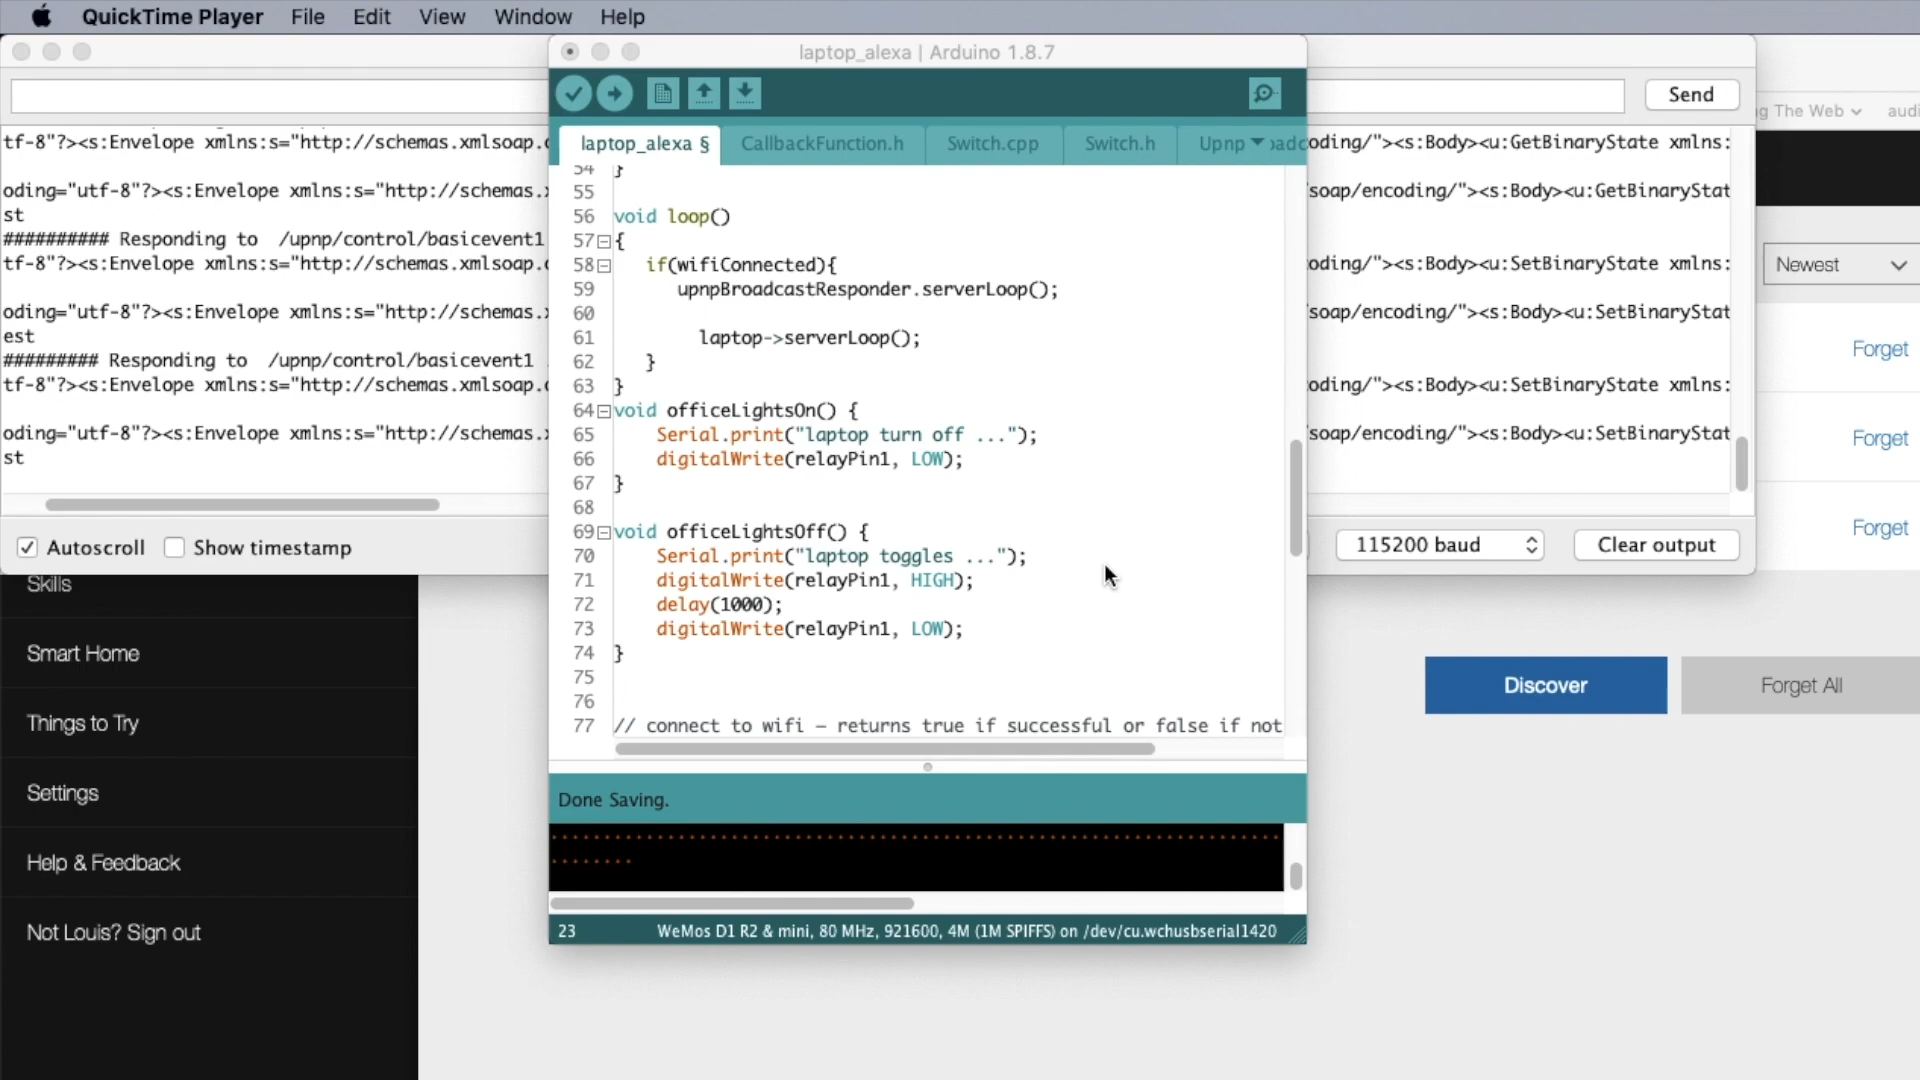 QuickTime Player File Edit View Window Help
laptop_alexa | Arduino 1.8.7
Send
g The Web
laptop_alexa § CallbackFunction.h Switch.cpp Switch.h Upnp
tf-8"?><s:Envelope xmlns:s="http://schemas.xmlsoap.
oding="utf-8"?><s:Envelope xmlns:s="http://schemas.
st
########## Responding to  /upnp/control/basicevent1
tf-8"?><s:Envelope xmlns:s="http://schemas.xmlsoap.
oding="utf-8"?><s:Envelope xmlns:s="http://schemas.
est
######### Responding to  /upnp/control/basicevent1
tf-8"?><s:Envelope xmlns:s="http://schemas.xmlsoap.
oding="utf-8"?><s:Envelope xmlns:s="http://schemas.
st
54 }
55
56 void loop()
57 {
58 if(wifiConnected){
59 upnpBroadcastResponder.serverLoop();
60
61 laptop->serverLoop();
62 }
63 }
64 void officeLightsOn() {
65 Serial.print("laptop turn off ...");
66 digitalWrite(relayPin1, LOW);
67 }
68
69 void officeLightsOff() {
70 Serial.print("laptop toggles ...");
71 digitalWrite(relayPin1, HIGH);
72 delay(1000);
73 digitalWrite(relayPin1, LOW);
74 }
75
76
77 // connect to wifi – returns true if successful or false if not
oding/"><s:Body><u:GetBinaryState xmlns:
soap/encoding/"><s:Body><u:GetBinaryStat
oding/"><s:Body><u:SetBinaryState xmlns:
soap/encoding/"><s:Body><u:SetBinaryStat
oding/"><s:Body><u:SetBinaryState xmlns:
soap/encoding/"><s:Body><u:SetBinaryStat
Newest
Forget
Forget
Forget
Autoscroll Show timestamp
115200 baud Clear output
Skills
Smart Home
Things to Try
Settings
Help & Feedback
Not Louis? Sign out
Discover Forget All
Done Saving.
23 WeMos D1 R2 & mini, 80 MHz, 921600, 4M (1M SPIFFS) on /dev/cu.wchusbserial1420